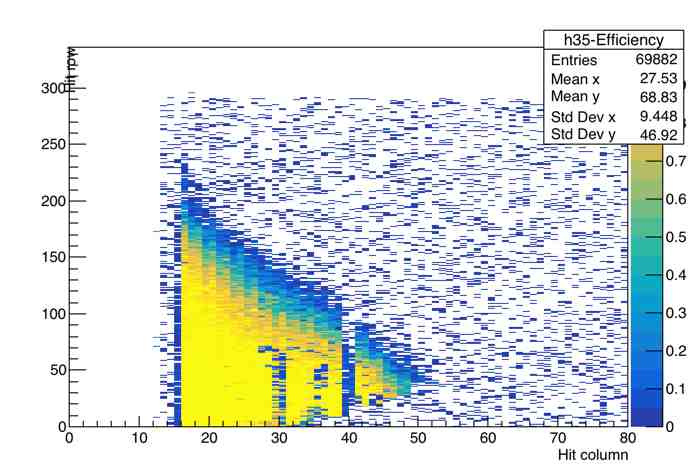 h35-Efficiency
Entries 69882
Mean x 27.53
Mean y 68.83
Std Dev x 9.448
Std Dev y 46.92
300
250
200
150
100
50
0
0 10 20 30 40 50 60 70 80
Hit column
0.7
0.6
0.5
0.4
0.3
0.2
0.1
0